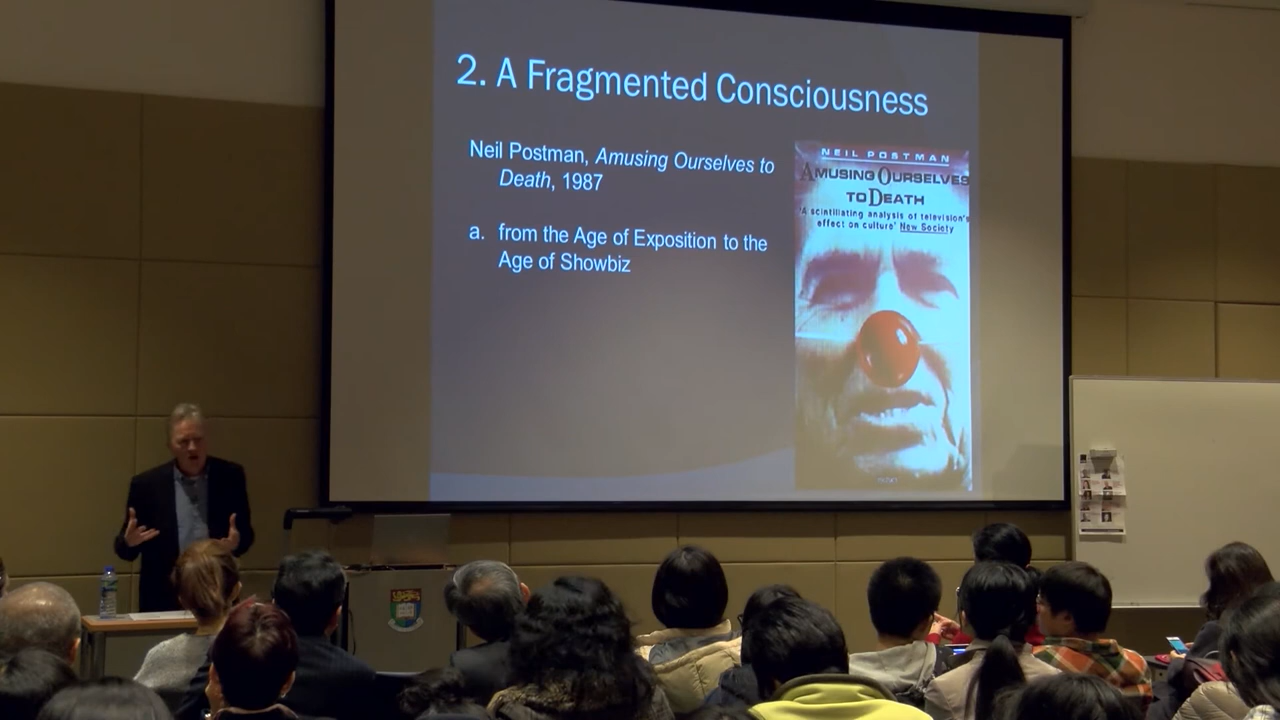 2. A Fragmented Consciousness
Neil Postman, Amusing Ourselves to
Death, 1987
a. from the Age of Exposition to the
Age of Showbiz
NEIL POSTMAN
AMUSING OURSELVES
TO DEATH
'A scintillating analysis of television's
effect on culture' New Society